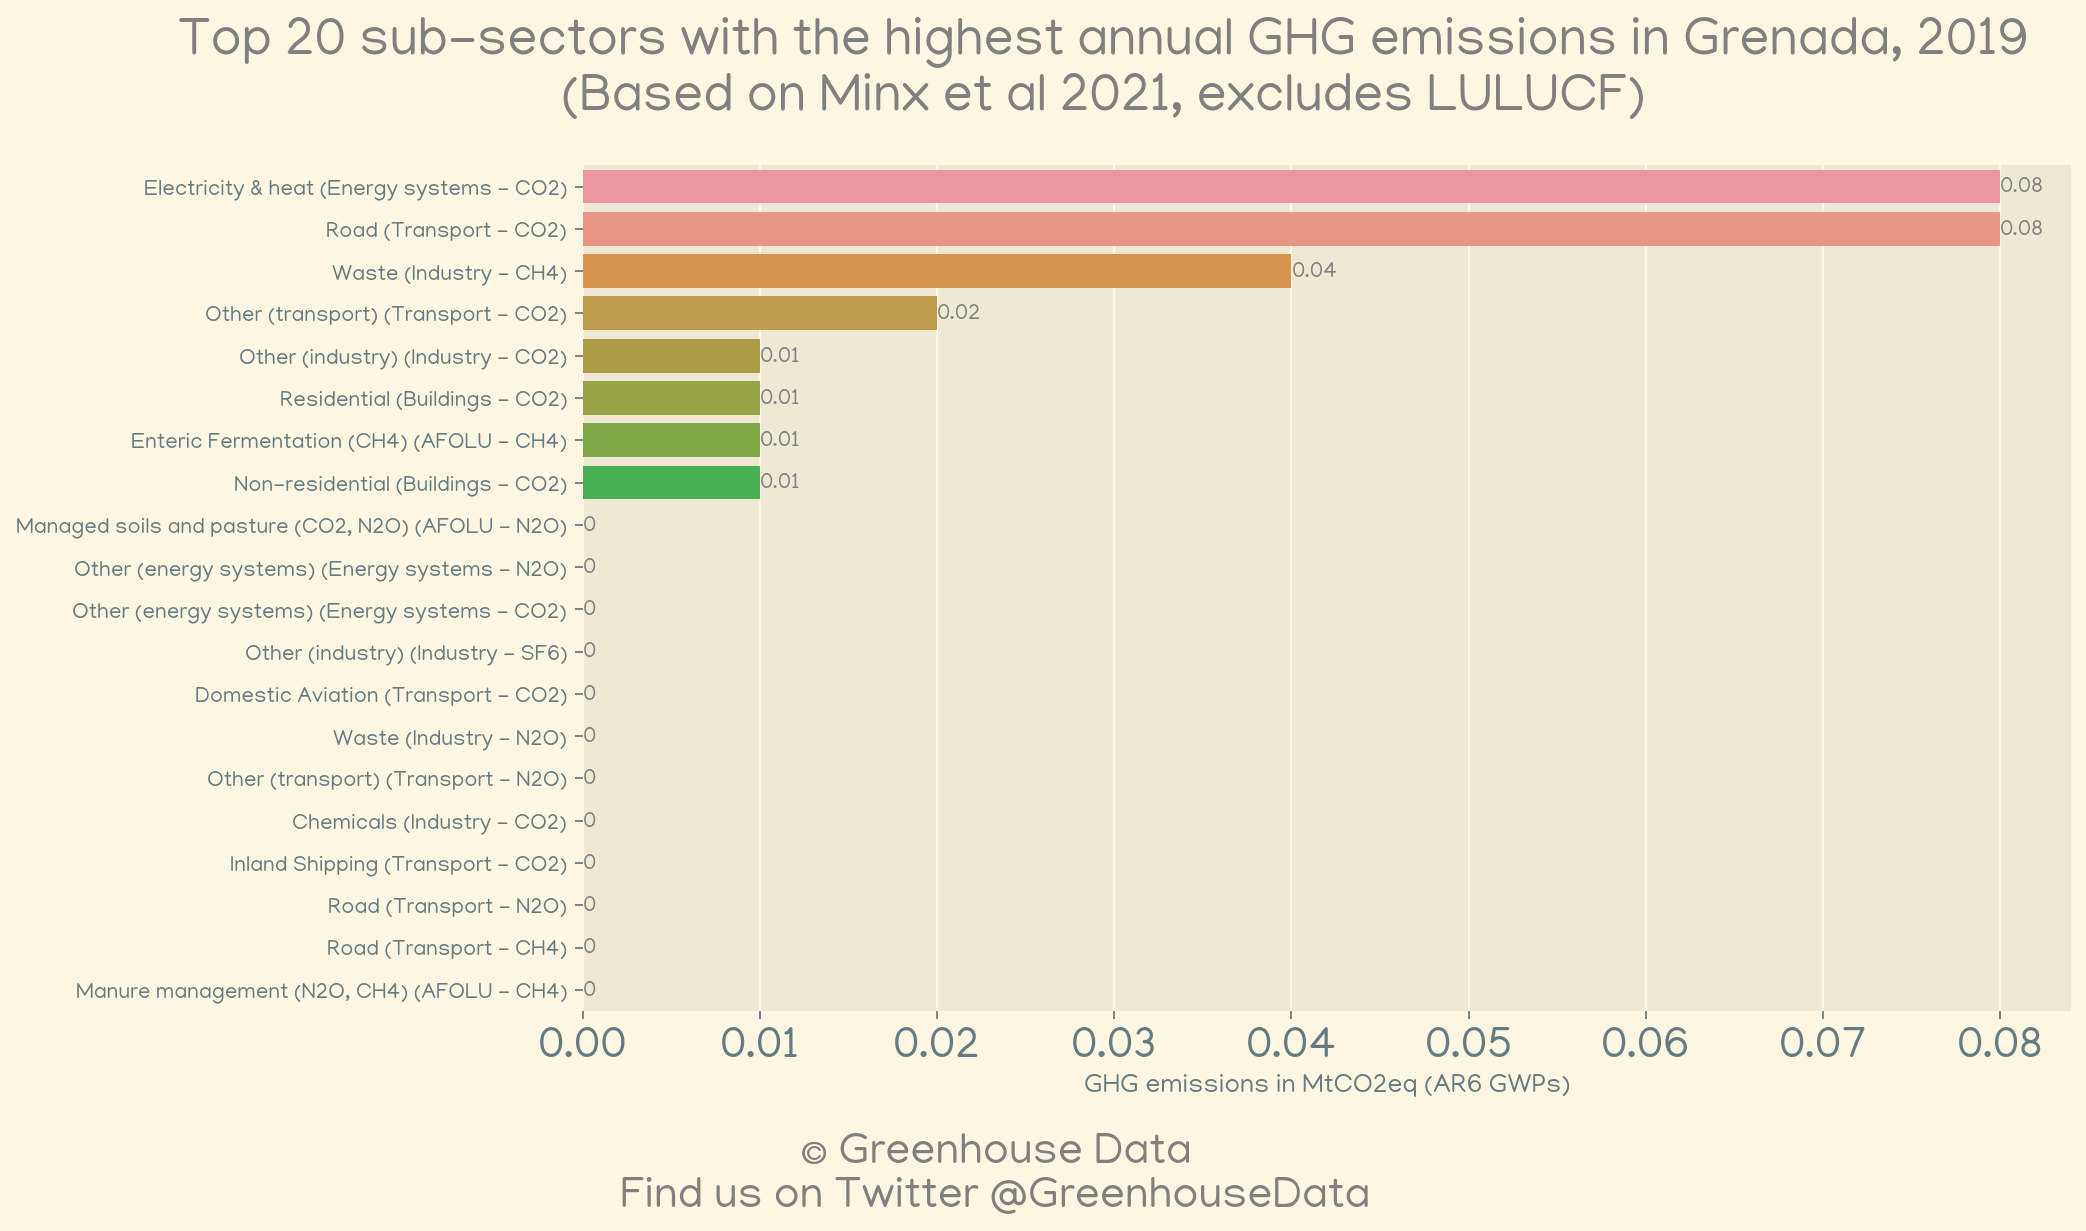 Top 20 sub-sectors with the highest annual GHG emissions in Grenada, 2019
(Based on Minx et al 2021, excludes LULUCF)
Electricity & heat (Energy systems - CO2) 0.08
Road (Transport - CO2) 0.08
Waste (Industry - CH4) 0.04
Other (transport) (Transport - CO2) 0.02
Other (industry) (Industry - CO2) 0.01
Residential (Buildings - CO2) 0.01
Enteric Fermentation (CH4) (AFOLU - CH4) 0.01
Non-residential (Buildings - CO2) 0.01
Managed soils and pasture (CO2, N2O) (AFOLU - N2O) 0
Other (energy systems) (Energy systems - N2O) 0
Other (energy systems) (Energy systems - CO2) 0
Other (industry) (Industry - SF6) 0
Domestic Aviation (Transport - CO2) 0
Waste (Industry - N2O) 0
Other (transport) (Transport - N2O) 0
Chemicals (Industry - CO2) 0
Inland Shipping (Transport - CO2) 0
Road (Transport - N2O) 0
Road (Transport - CH4) 0
Manure management (N2O, CH4) (AFOLU - CH4) 0
0.00 0.01 0.02 0.03 0.04 0.05 0.06 0.07 0.08
GHG emissions in MtCO2eq (AR6 GWPs)
© Greenhouse Data
Find us on Twitter @GreenhouseData